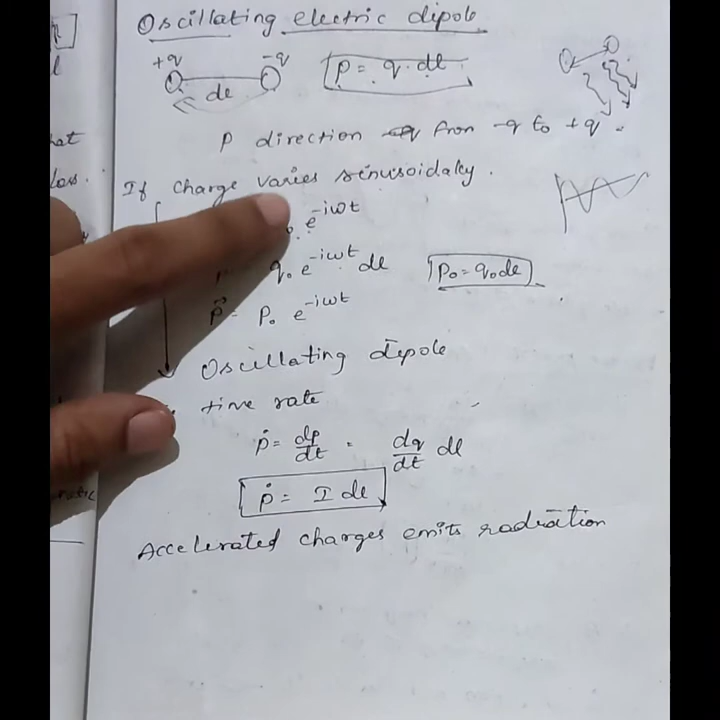 Oscillating electric dipole
+q -q
de P = q · dl
P direction from -q to +q.
If charge varies sinusoidaly.
e^-iωt
q₀ e^-iωt dl P₀ = q₀dl
p⃗ = P₀ e^-iωt
Oscillating dipole
time rate
ṗ = dp/dt = dq/dt dl
ṗ = I dl
Accelerated charges emits radiation